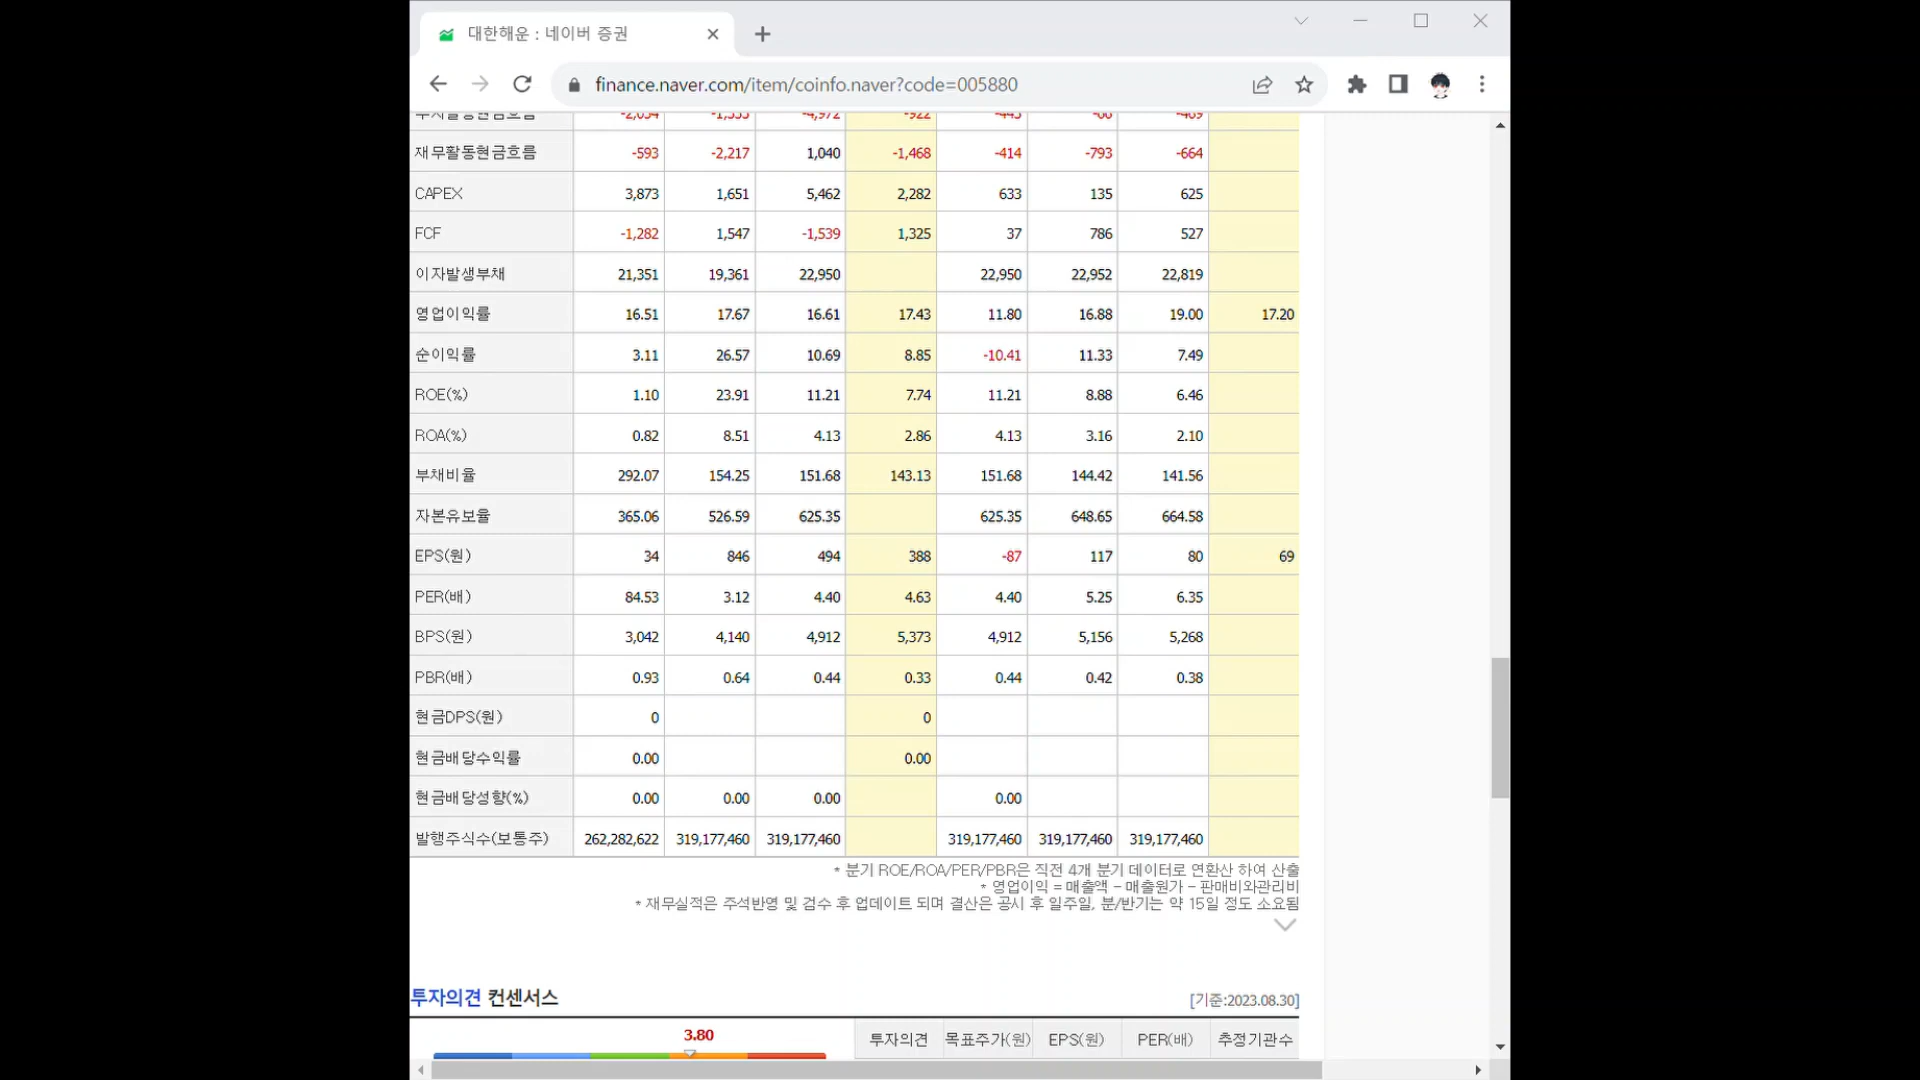 대한해운 : 네이버 증권
finance.naver.com/item/coinfo.naver?code=005880
투자활동현금흐름 -2,054 -1,555 -4,972 -922 -445 -66 -469
재무활동현금흐름 -593 -2,217 1,040 -1,468 -414 -793 -664
CAPEX 3,873 1,651 5,462 2,282 633 135 625
FCF -1,282 1,547 -1,539 1,325 37 786 527
이자발생부채 21,351 19,361 22,950 22,950 22,952 22,819
영업이익률 16.51 17.67 16.61 17.43 11.80 16.88 19.00 17.20
순이익률 3.11 26.57 10.69 8.85 -10.41 11.33 7.49
ROE(%) 1.10 23.91 11.21 7.74 11.21 8.88 6.46
ROA(%) 0.82 8.51 4.13 2.86 4.13 3.16 2.10
부채비율 292.07 154.25 151.68 143.13 151.68 144.42 141.56
자본유보율 365.06 526.59 625.35 625.35 648.65 664.58
EPS(원) 34 846 494 388 -87 117 80 69
PER(배) 84.53 3.12 4.40 4.63 4.40 5.25 6.35
BPS(원) 3,042 4,140 4,912 5,373 4,912 5,156 5,268
PBR(배) 0.93 0.64 0.44 0.33 0.44 0.42 0.38
현금DPS(원) 0 0
현금배당수익률 0.00 0.00
현금배당성향(%) 0.00 0.00 0.00 0.00
발행주식수(보통주) 262,282,622 319,177,460 319,177,460 319,177,460 319,177,460 319,177,460
* 분기 ROE/ROA/PER/PBR은 직전 4개 분기 데이터로 연환산 하여 산출
* 영업이익 = 매출액 - 매출원가 - 판매비와관리비
* 재무실적은 주석반영 및 검수 후 업데이트 되며 결산은 공시 후 일주일, 분/반기는 약 15일 정도 소요됨
투자의견 컨센서스 [기준:2023.08.30]
3.80
투자의견 목표주가(원) EPS(원) PER(배) 추정기관수